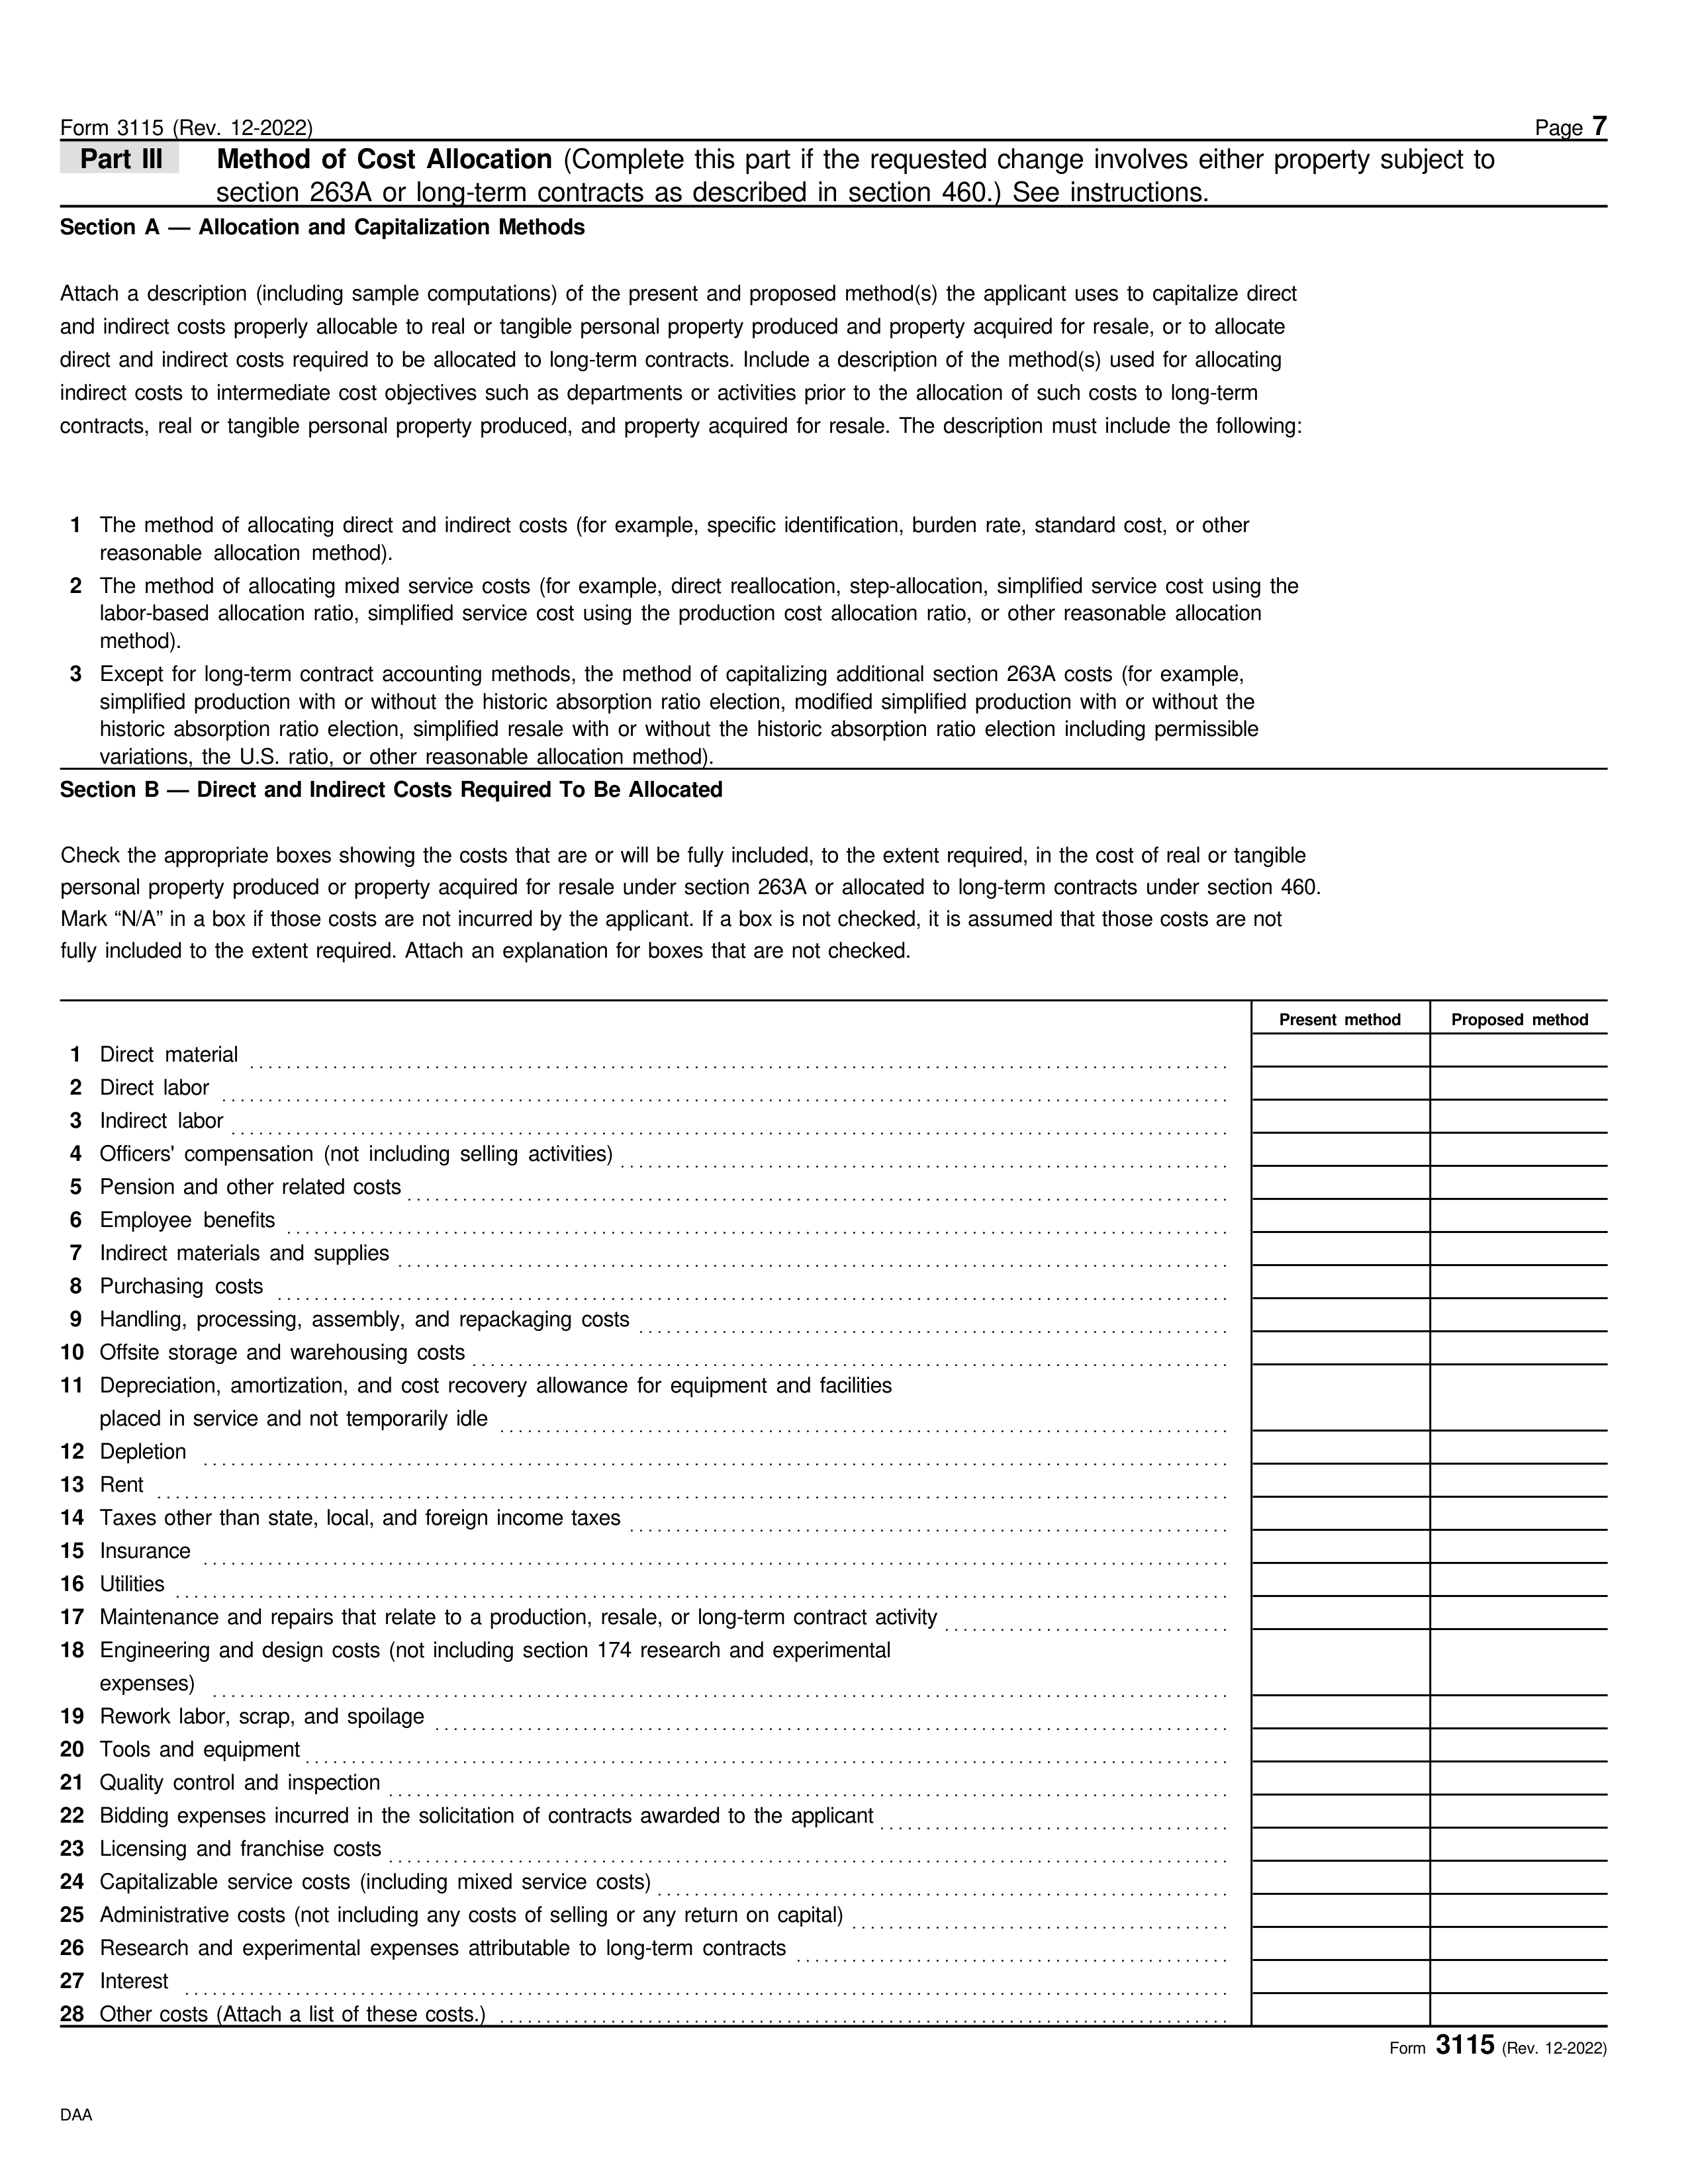 Form 3115 (Rev. 12-2022) Page 7
Part III Method of Cost Allocation (Complete this part if the requested change involves either property subject to
section 263A or long-term contracts as described in section 460.) See instructions.
Section A — Allocation and Capitalization Methods
Attach a description (including sample computations) of the present and proposed method(s) the applicant uses to capitalize direct
and indirect costs properly allocable to real or tangible personal property produced and property acquired for resale, or to allocate
direct and indirect costs required to be allocated to long-term contracts. Include a description of the method(s) used for allocating
indirect costs to intermediate cost objectives such as departments or activities prior to the allocation of such costs to long-term
contracts, real or tangible personal property produced, and property acquired for resale. The description must include the following:
1 The method of allocating direct and indirect costs (for example, specific identification, burden rate, standard cost, or other
reasonable allocation method).
2 The method of allocating mixed service costs (for example, direct reallocation, step-allocation, simplified service cost using the
labor-based allocation ratio, simplified service cost using the production cost allocation ratio, or other reasonable allocation
method).
3 Except for long-term contract accounting methods, the method of capitalizing additional section 263A costs (for example,
simplified production with or without the historic absorption ratio election, modified simplified production with or without the
historic absorption ratio election, simplified resale with or without the historic absorption ratio election including permissible
variations, the U.S. ratio, or other reasonable allocation method).
Section B — Direct and Indirect Costs Required To Be Allocated
Check the appropriate boxes showing the costs that are or will be fully included, to the extent required, in the cost of real or tangible
personal property produced or property acquired for resale under section 263A or allocated to long-term contracts under section 460.
Mark “N/A” in a box if those costs are not incurred by the applicant. If a box is not checked, it is assumed that those costs are not
fully included to the extent required. Attach an explanation for boxes that are not checked.
Present method Proposed method
1 Direct material
2 Direct labor
3 Indirect labor
4 Officers' compensation (not including selling activities)
5 Pension and other related costs
6 Employee benefits
7 Indirect materials and supplies
8 Purchasing costs
9 Handling, processing, assembly, and repackaging costs
10 Offsite storage and warehousing costs
11 Depreciation, amortization, and cost recovery allowance for equipment and facilities
placed in service and not temporarily idle
12 Depletion
13 Rent
14 Taxes other than state, local, and foreign income taxes
15 Insurance
16 Utilities
17 Maintenance and repairs that relate to a production, resale, or long-term contract activity
18 Engineering and design costs (not including section 174 research and experimental
expenses)
19 Rework labor, scrap, and spoilage
20 Tools and equipment
21 Quality control and inspection
22 Bidding expenses incurred in the solicitation of contracts awarded to the applicant
23 Licensing and franchise costs
24 Capitalizable service costs (including mixed service costs)
25 Administrative costs (not including any costs of selling or any return on capital)
26 Research and experimental expenses attributable to long-term contracts
27 Interest
28 Other costs (Attach a list of these costs.)
Form 3115 (Rev. 12-2022)
DAA